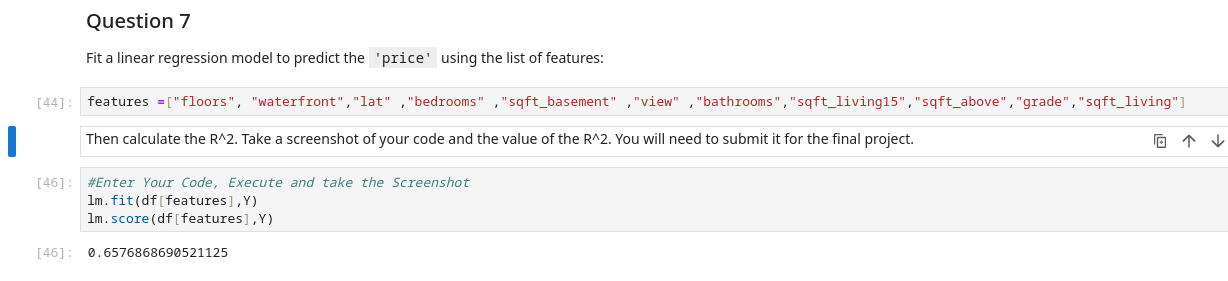 Question 7
Fit a linear regression model to predict the 'price' using the list of features:
[44]: features =["floors", "waterfront","lat" ,"bedrooms" ,"sqft_basement" ,"view" ,"bathrooms","sqft_living15","sqft_above","grade","sqft_living"]
Then calculate the R^2. Take a screenshot of your code and the value of the R^2. You will need to submit it for the final project.
[46]: #Enter Your Code, Execute and take the Screenshot
lm.fit(df[features],Y)
lm.score(df[features],Y)
[46]: 0.6576868690521125